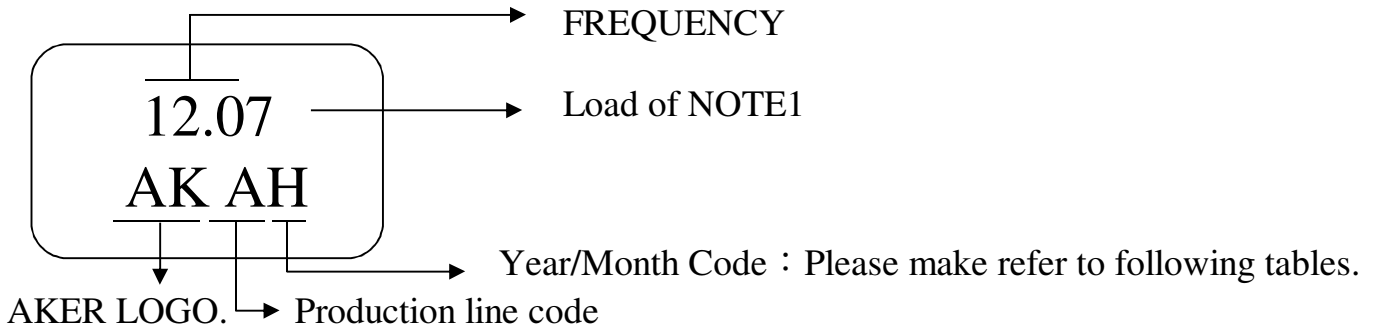 FREQUENCY
12.07
Load of NOTE1
AK AH
Year/Month Code：Please make refer to following tables.
AKER LOGO.
Production line code